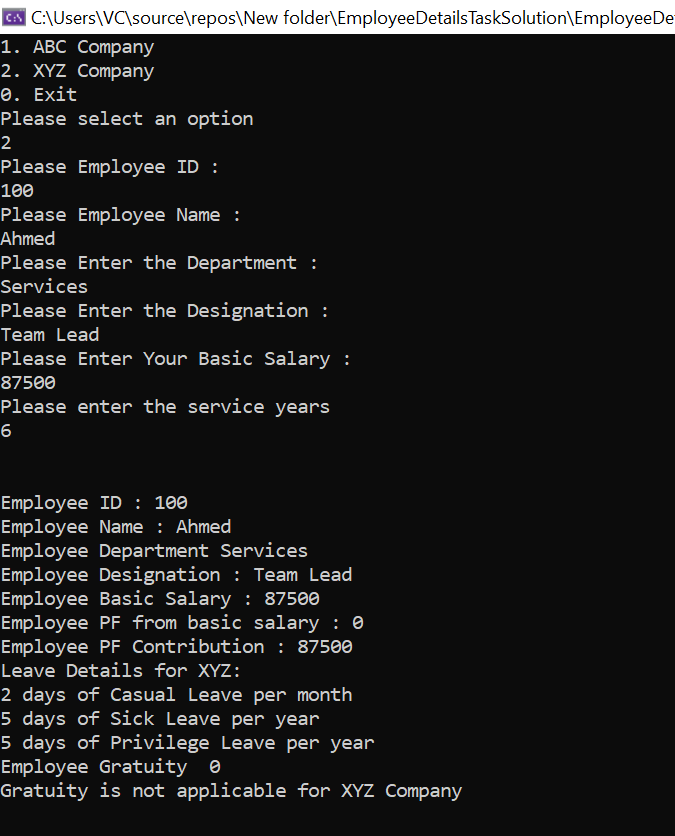 C:\Users\VC\source\repos\New folder\EmployeeDetailsTaskSolution\EmployeeDe
1. ABC Company
2. XYZ Company
0. Exit
Please select an option
2
Please Employee ID :
100
Please Employee Name :
Ahmed
Please Enter the Department :
Services
Please Enter the Designation :
Team Lead
Please Enter Your Basic Salary :
87500
Please enter the service years
6
Employee ID : 100
Employee Name : Ahmed
Employee Department Services
Employee Designation : Team Lead
Employee Basic Salary : 87500
Employee PF from basic salary : 0
Employee PF Contribution : 87500
Leave Details for XYZ:
2 days of Casual Leave per month
5 days of Sick Leave per year
5 days of Privilege Leave per year
Employee Gratuity  0
Gratuity is not applicable for XYZ Company